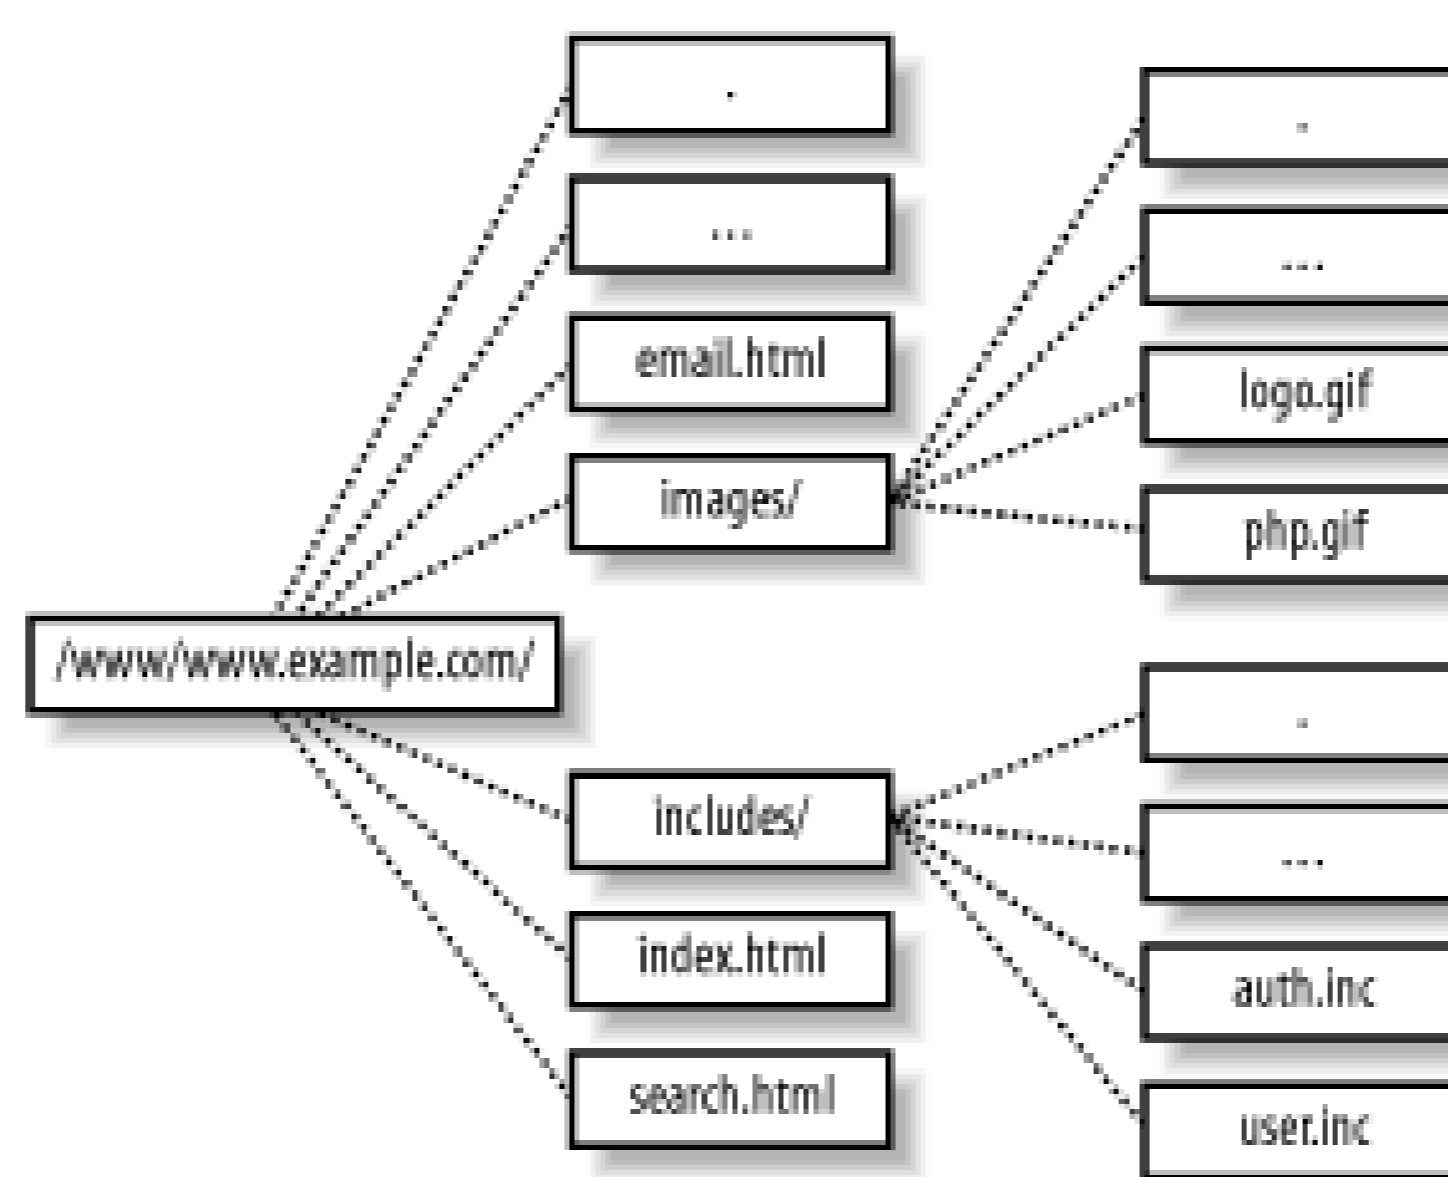 .
...
email.html
images/
/www/www.example.com/
includes/
index.html
search.html
.
...
logo.gif
php.gif
.
...
auth.inc
user.inc